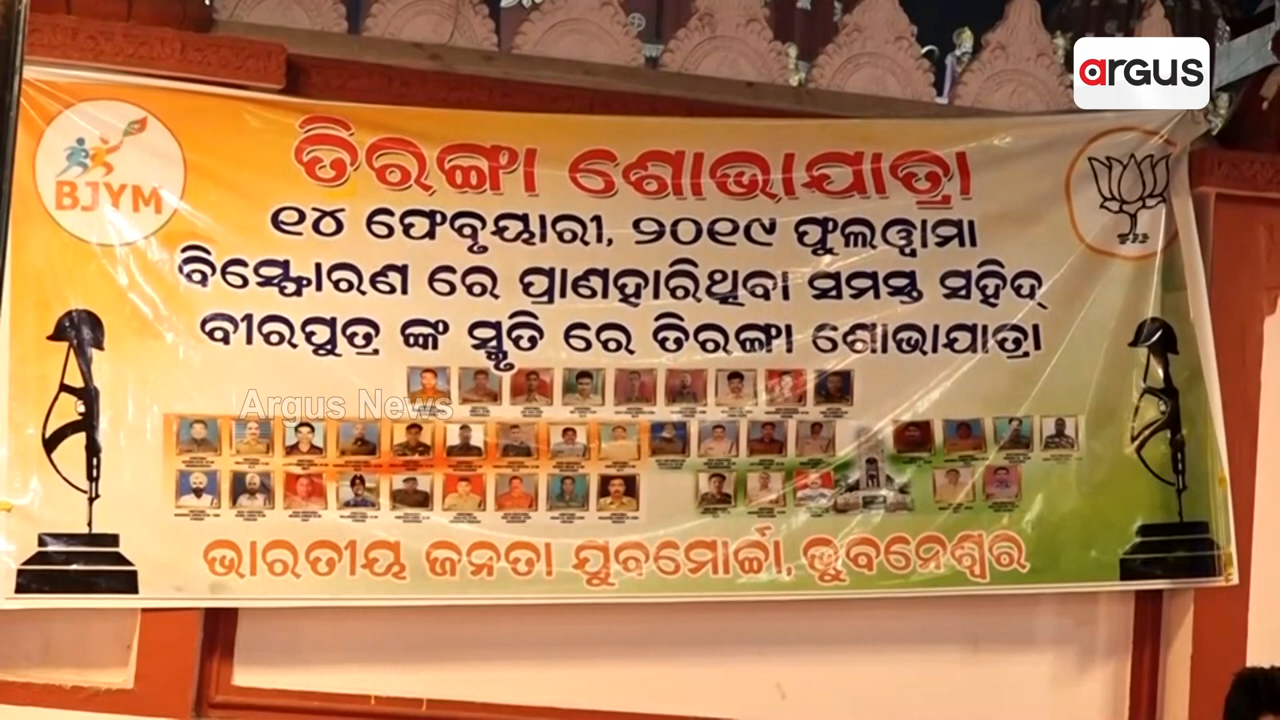 argus
BJYM
ତିରଙ୍ଗା ଶୋଭାଯାତ୍ରା
୧୪ ଫେବୃୟାରୀ, ୨୦୧୯ ଫୁଲୱାମା
ବିସ୍ଫୋରଣ ରେ ପ୍ରାଣହାରିଥିବା ସମସ୍ତ ସହିଦ୍
ବୀରପୁତ୍ର ଙ୍କ ସ୍ମୃତି ରେ ତିରଙ୍ଗା ଶୋଭାଯାତ୍ରା
Argus News
ଭାରତୀୟ ଜନତା ଯୁବମୋର୍ଚ୍ଚା, ଭୁବନେଶ୍ୱର